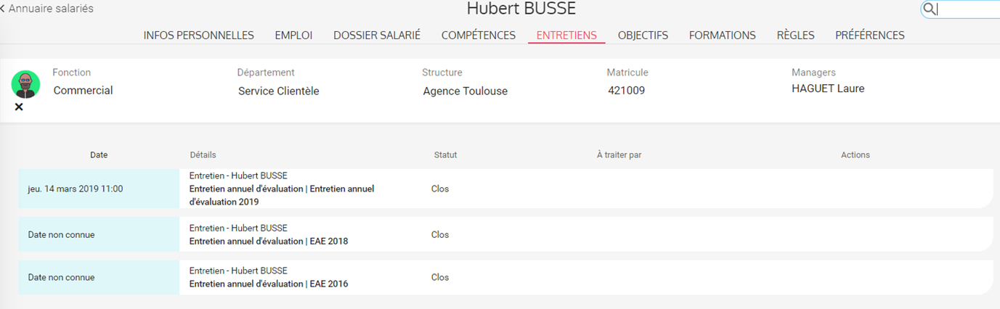 Annuaire salariés
Hubert BUSSE
INFOS PERSONNELLES EMPLOI DOSSIER SALARIÉ COMPÉTENCES ENTRETIENS OBJECTIFS FORMATIONS RÈGLES PRÉFÉRENCES
Fonction Département Structure Matricule Managers
Commercial Service Clientèle Agence Toulouse 421009 HAGUET Laure
Date Détails Statut À traiter par Actions
Entretien - Hubert BUSSE
jeu. 14 mars 2019 11:00 Entretien annuel d'évaluation | Entretien annuel Clos
d'évaluation 2019
Entretien - Hubert BUSSE
Date non connue Clos
Entretien annuel d'évaluation | EAE 2018
Entretien - Hubert BUSSE
Date non connue Clos
Entretien annuel d'évaluation | EAE 2016